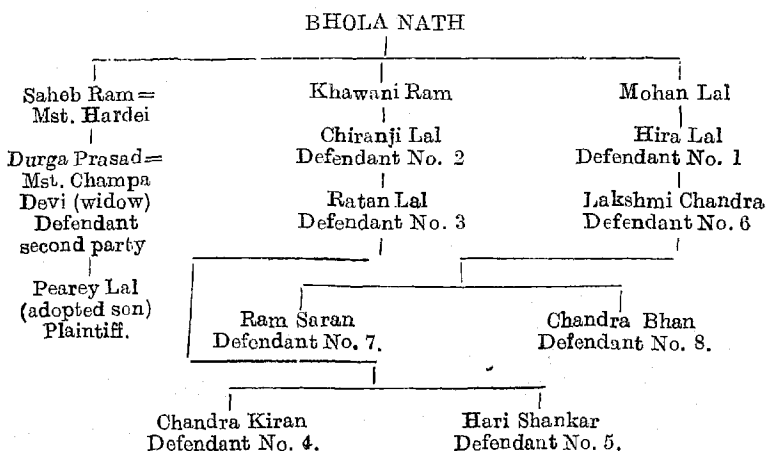 BHOLA NATH
Saheb Ram= Khawani Ram Mohan Lal
Mst. Hardei
Chiranji Lal Hira Lal
Durga Prasad= Defendant No. 2 Defendant No. 1
Mst. Champa
Devi (widow) Ratan Lal Lakshmi Chandra
Defendant Defendant No. 3 Defendant No. 6
second party
Pearey Lal
(adopted son) Ram Saran Chandra Bhan
Plaintiff. Defendant No. 7. Defendant No. 8.
Chandra Kiran Hari Shankar
Defendant No. 4. Defendant No. 5.